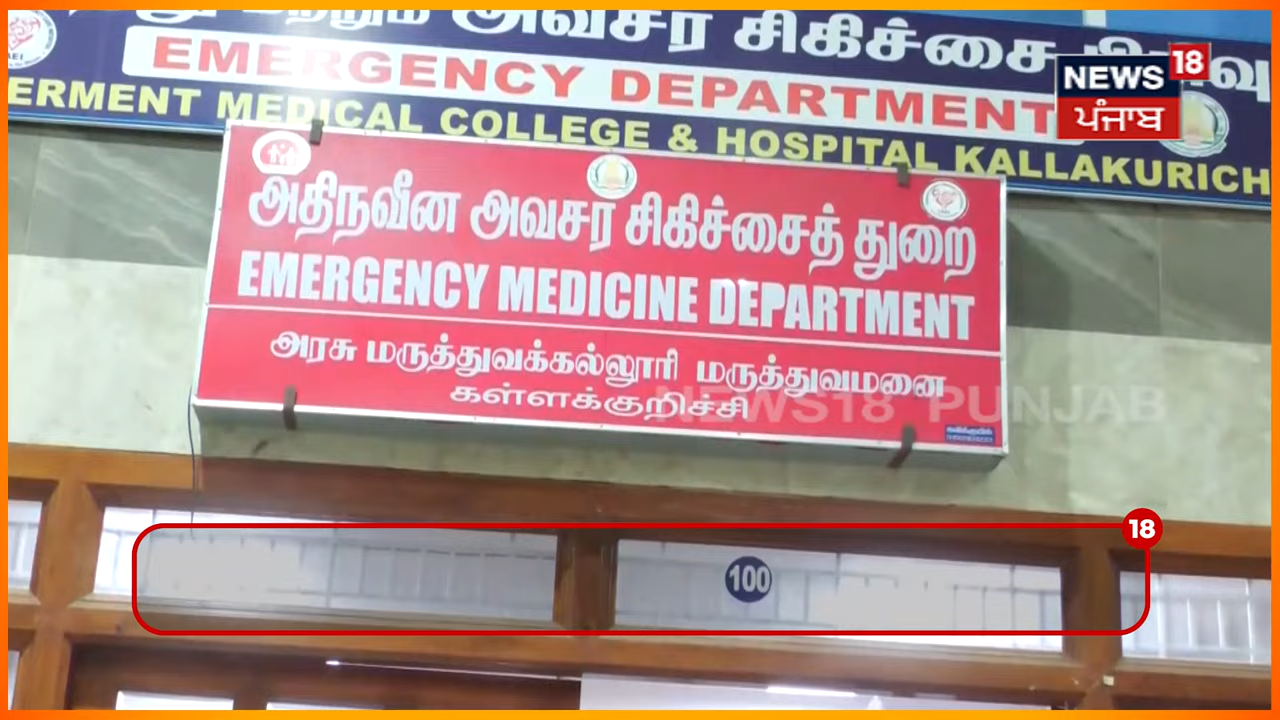 அவசர சிகிச்சை
EMERGENCY DEPARTMENT
ERMENT MEDICAL COLLEGE & HOSPITAL KALLAKURICH
NEWS 18
ਪੰਜਾਬ
அதிநவீன அவசர சிகிச்சைத் துறை
EMERGENCY MEDICINE DEPARTMENT
அரசு மருத்துவக்கல்லூரி மருத்துவமனை
கள்ளக்குறிச்சி
NEWS18 PUNJAB
18
100